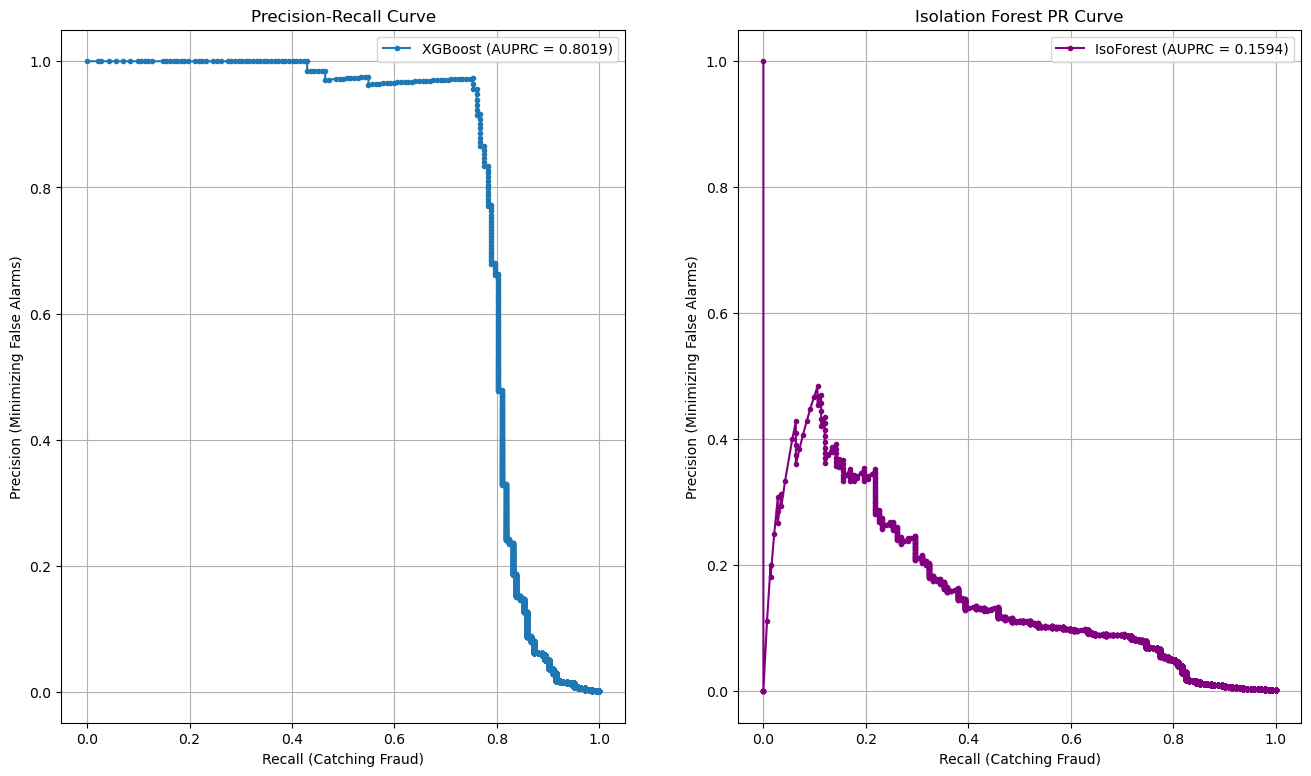 Precision-Recall Curve
XGBoost (AUPRC = 0.8019)
1.0
0.8
0.6
0.4
0.2
0.0
Precision (Minimizing False Alarms)
0.0 0.2 0.4 0.6 0.8 1.0
Recall (Catching Fraud)
Isolation Forest PR Curve
IsoForest (AUPRC = 0.1594)
1.0
0.8
0.6
0.4
0.2
0.0
Precision (Minimizing False Alarms)
0.0 0.2 0.4 0.6 0.8 1.0
Recall (Catching Fraud)